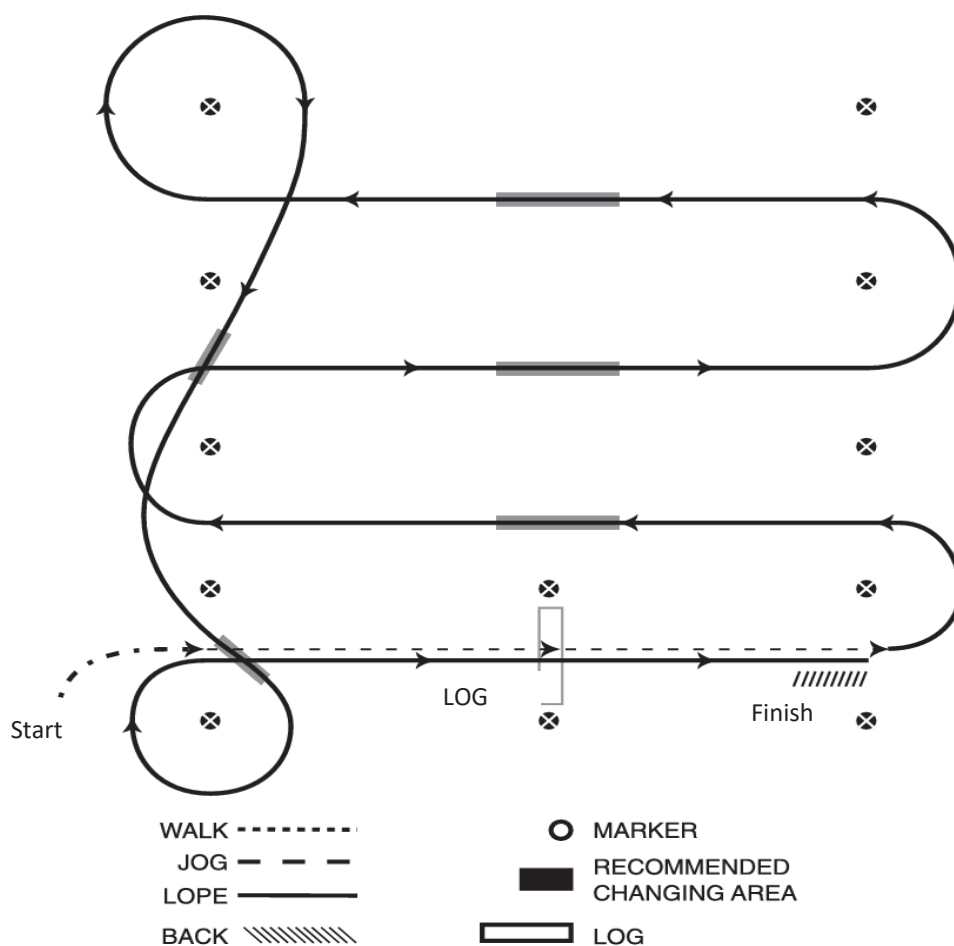 LOG
Start
Finish
WALK
JOG
LOPE
BACK
MARKER
RECOMMENDED
CHANGING AREA
LOG